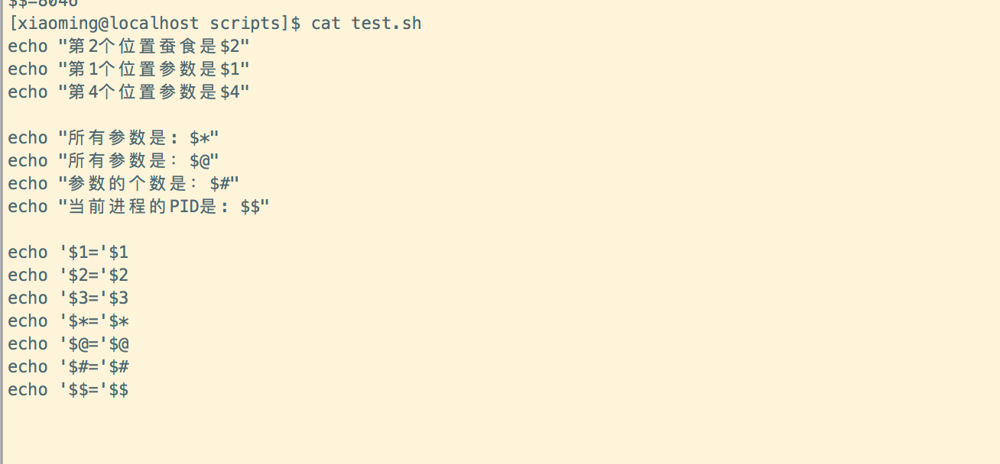 $$=8046
[xiaoming@localhost scripts]$ cat test.sh
echo "第2个位置蚕食是$2"
echo "第1个位置参数是$1"
echo "第4个位置参数是$4"
echo "所有参数是: $*"
echo "所有参数是：$@"
echo "参数的个数是：$#"
echo "当前进程的PID是: $$"
echo '$1='$1
echo '$2='$2
echo '$3='$3
echo '$*='$*
echo '$@='$@
echo '$#='$#
echo '$$='$$